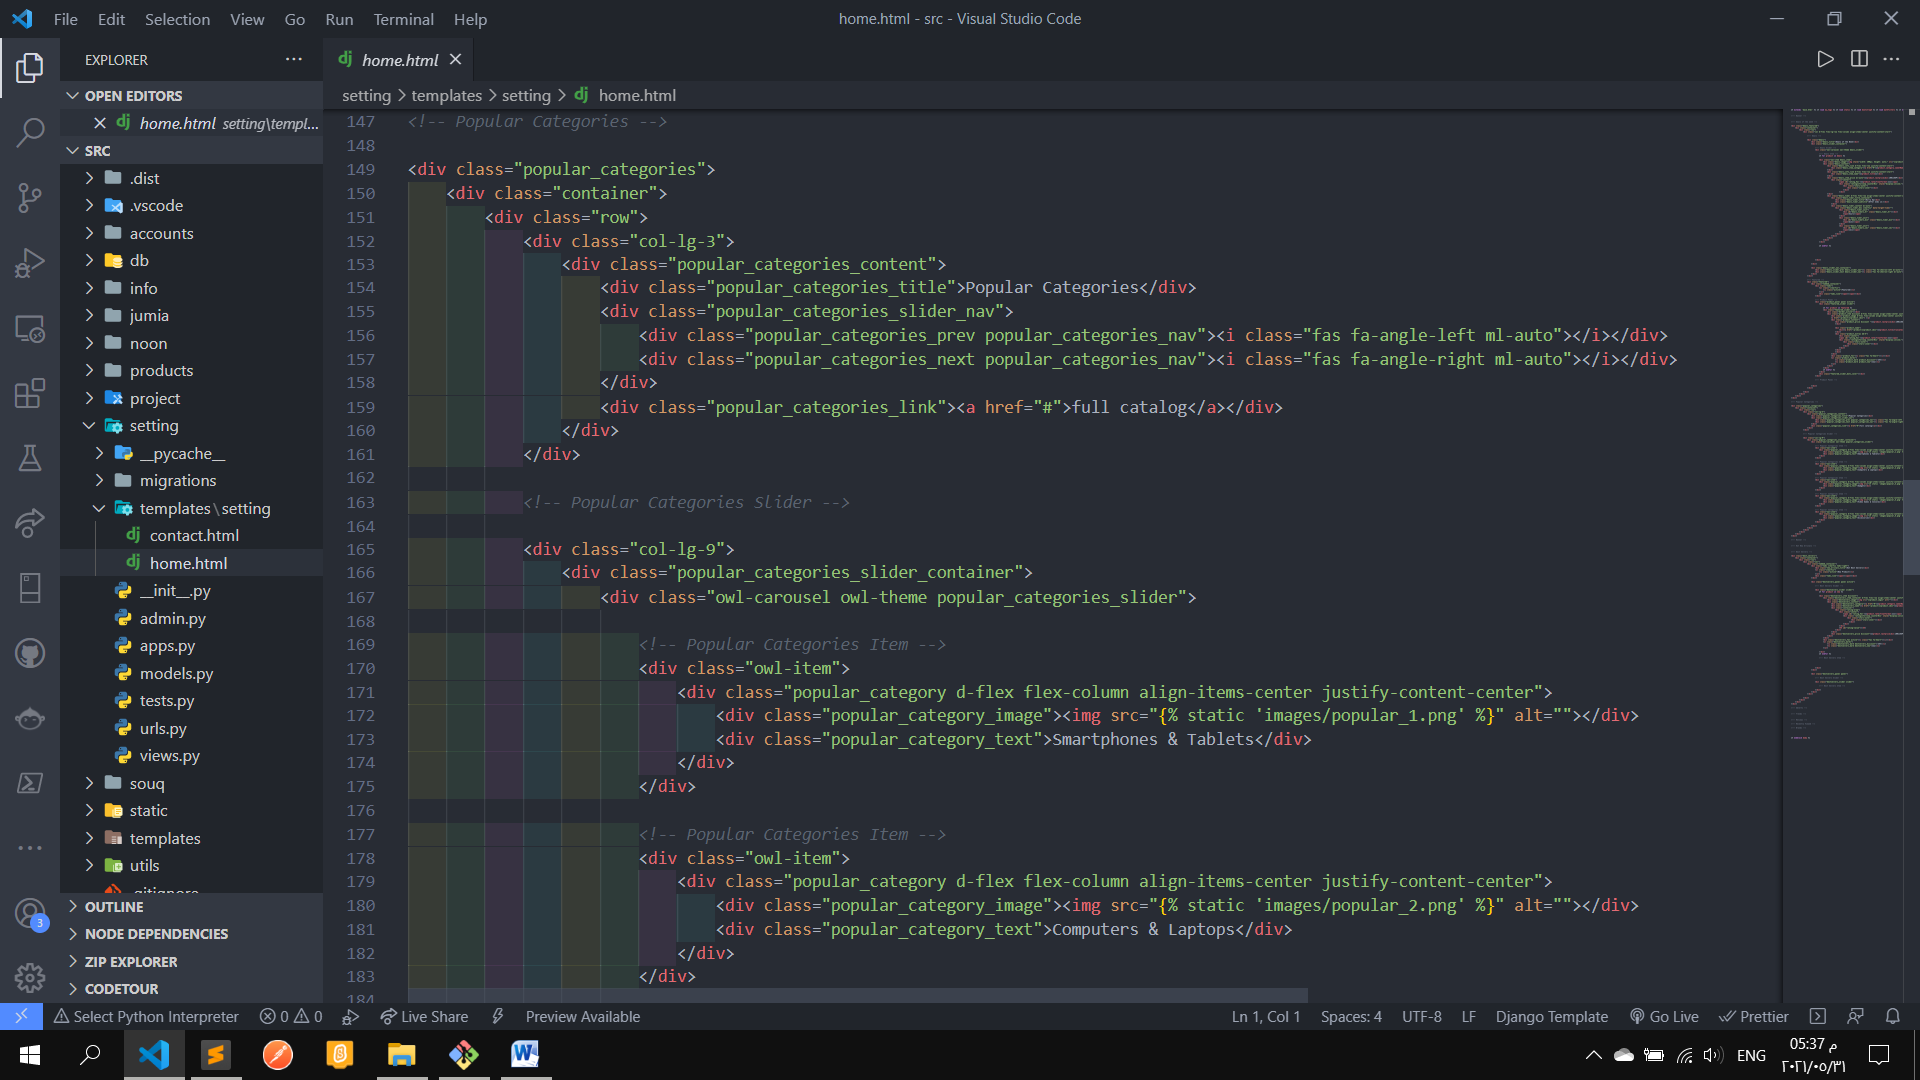 File Edit Selection View Go Run Terminal Help
home.html - src - Visual Studio Code
EXPLORER
OPEN EDITORS
home.html setting\templ...
SRC
.dist
.vscode
accounts
db
info
jumia
noon
products
project
setting
__pycache__
migrations
templates\setting
contact.html
home.html
__init__.py
admin.py
apps.py
models.py
tests.py
urls.py
views.py
souq
static
templates
utils
.gitignore
OUTLINE
NODE DEPENDENCIES
ZIP EXPLORER
CODETOUR
3
home.html
setting > templates > setting > home.html
147 <!-- Popular Categories -->
148
149 <div class="popular_categories">
150 <div class="container">
151 <div class="row">
152 <div class="col-lg-3">
153 <div class="popular_categories_content">
154 <div class="popular_categories_title">Popular Categories</div>
155 <div class="popular_categories_slider_nav">
156 <div class="popular_categories_prev popular_categories_nav"><i class="fas fa-angle-left ml-auto"></i></div>
157 <div class="popular_categories_next popular_categories_nav"><i class="fas fa-angle-right ml-auto"></i></div>
158 </div>
159 <div class="popular_categories_link"><a href="#">full catalog</a></div>
160 </div>
161 </div>
162
163 <!-- Popular Categories Slider -->
164
165 <div class="col-lg-9">
166 <div class="popular_categories_slider_container">
167 <div class="owl-carousel owl-theme popular_categories_slider">
168
169 <!-- Popular Categories Item -->
170 <div class="owl-item">
171 <div class="popular_category d-flex flex-column align-items-center justify-content-center">
172 <div class="popular_category_image"><img src="{% static 'images/popular_1.png' %}" alt=""></div>
173 <div class="popular_category_text">Smartphones & Tablets</div>
174 </div>
175 </div>
176
177 <!-- Popular Categories Item -->
178 <div class="owl-item">
179 <div class="popular_category d-flex flex-column align-items-center justify-content-center">
180 <div class="popular_category_image"><img src="{% static 'images/popular_2.png' %}" alt=""></div>
181 <div class="popular_category_text">Computers & Laptops</div>
182 </div>
183 </div>
184
Select Python Interpreter 0 0 Live Share Preview Available Ln 1, Col 1 Spaces: 4 UTF-8 LF Django Template Go Live Prettier
ENG
05:37 م
٢٠٢١/٠٥/٣١